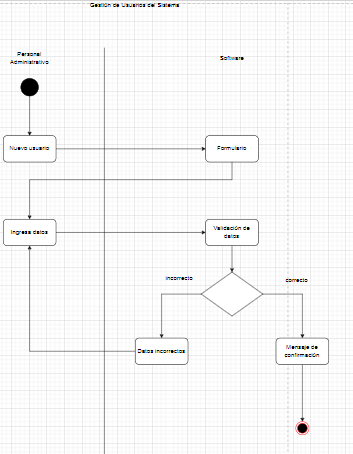 Gestión de Usuarios del Sistema
Personal
Administrativo
Software
Nuevo usuario
Formulario
Ingresa datos
Validación de
datos
incorrecto
correcto
Datos incorrectos
Mensaje de
confirmación